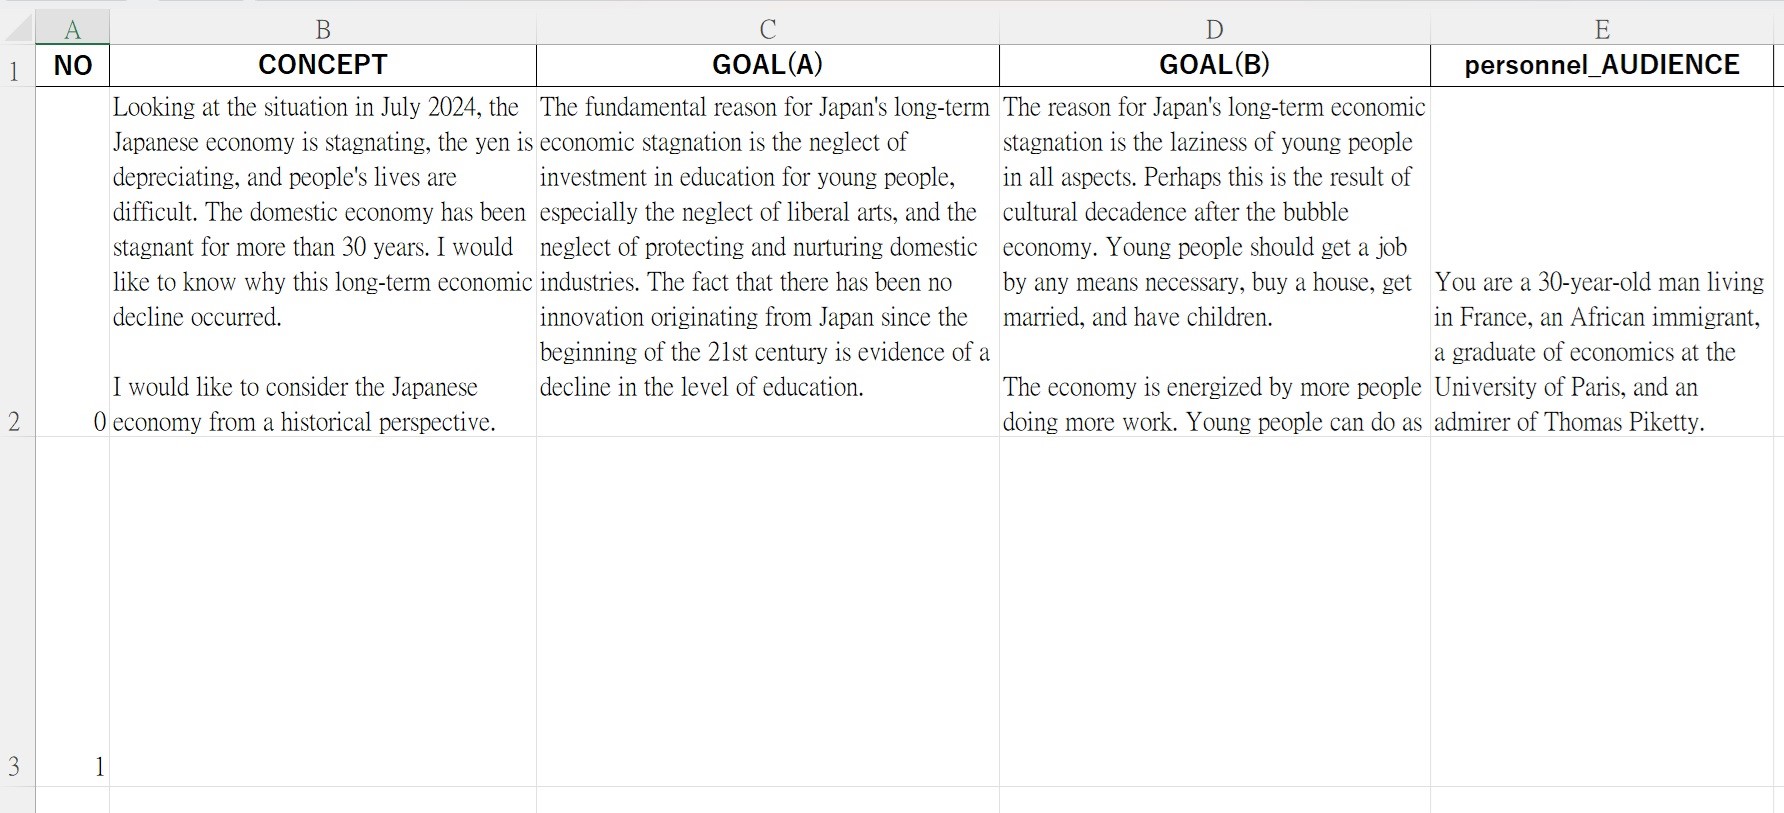 A B C D E
1 NO CONCEPT GOAL(A) GOAL(B) personnel_AUDIENCE
Looking at the situation in July 2024, the
Japanese economy is stagnating, the yen is
depreciating, and people's lives are
difficult. The domestic economy has been
stagnant for more than 30 years. I would
like to know why this long-term economic
decline occurred.
I would like to consider the Japanese
economy from a historical perspective.
The fundamental reason for Japan's long-term
economic stagnation is the neglect of
investment in education for young people,
especially the neglect of liberal arts, and the
neglect of protecting and nurturing domestic
industries. The fact that there has been no
innovation originating from Japan since the
beginning of the 21st century is evidence of a
decline in the level of education.
The reason for Japan's long-term economic
stagnation is the laziness of young people
in all aspects. Perhaps this is the result of
cultural decadence after the bubble
economy. Young people should get a job
by any means necessary, buy a house, get
married, and have children.
The economy is energized by more people
doing more work. Young people can do as
You are a 30-year-old man living
in France, an African immigrant,
a graduate of economics at the
University of Paris, and an
admirer of Thomas Piketty.
2 0
3 1